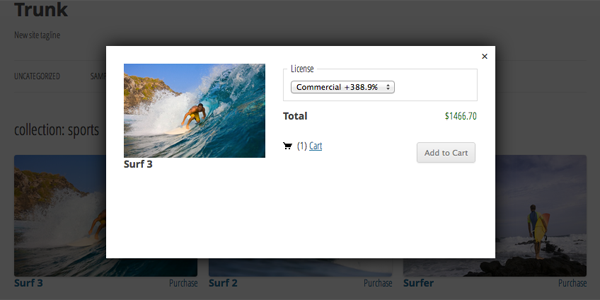 Trunk
New site tagline
UNCATEGORIZED
×
License
Commercial +388.9%
Total $1466.70
(1) Cart
Add to Cart
Surf 3
collection: sports
Surf 3 Purchase Surf 2 Purchase Surfer Purchase